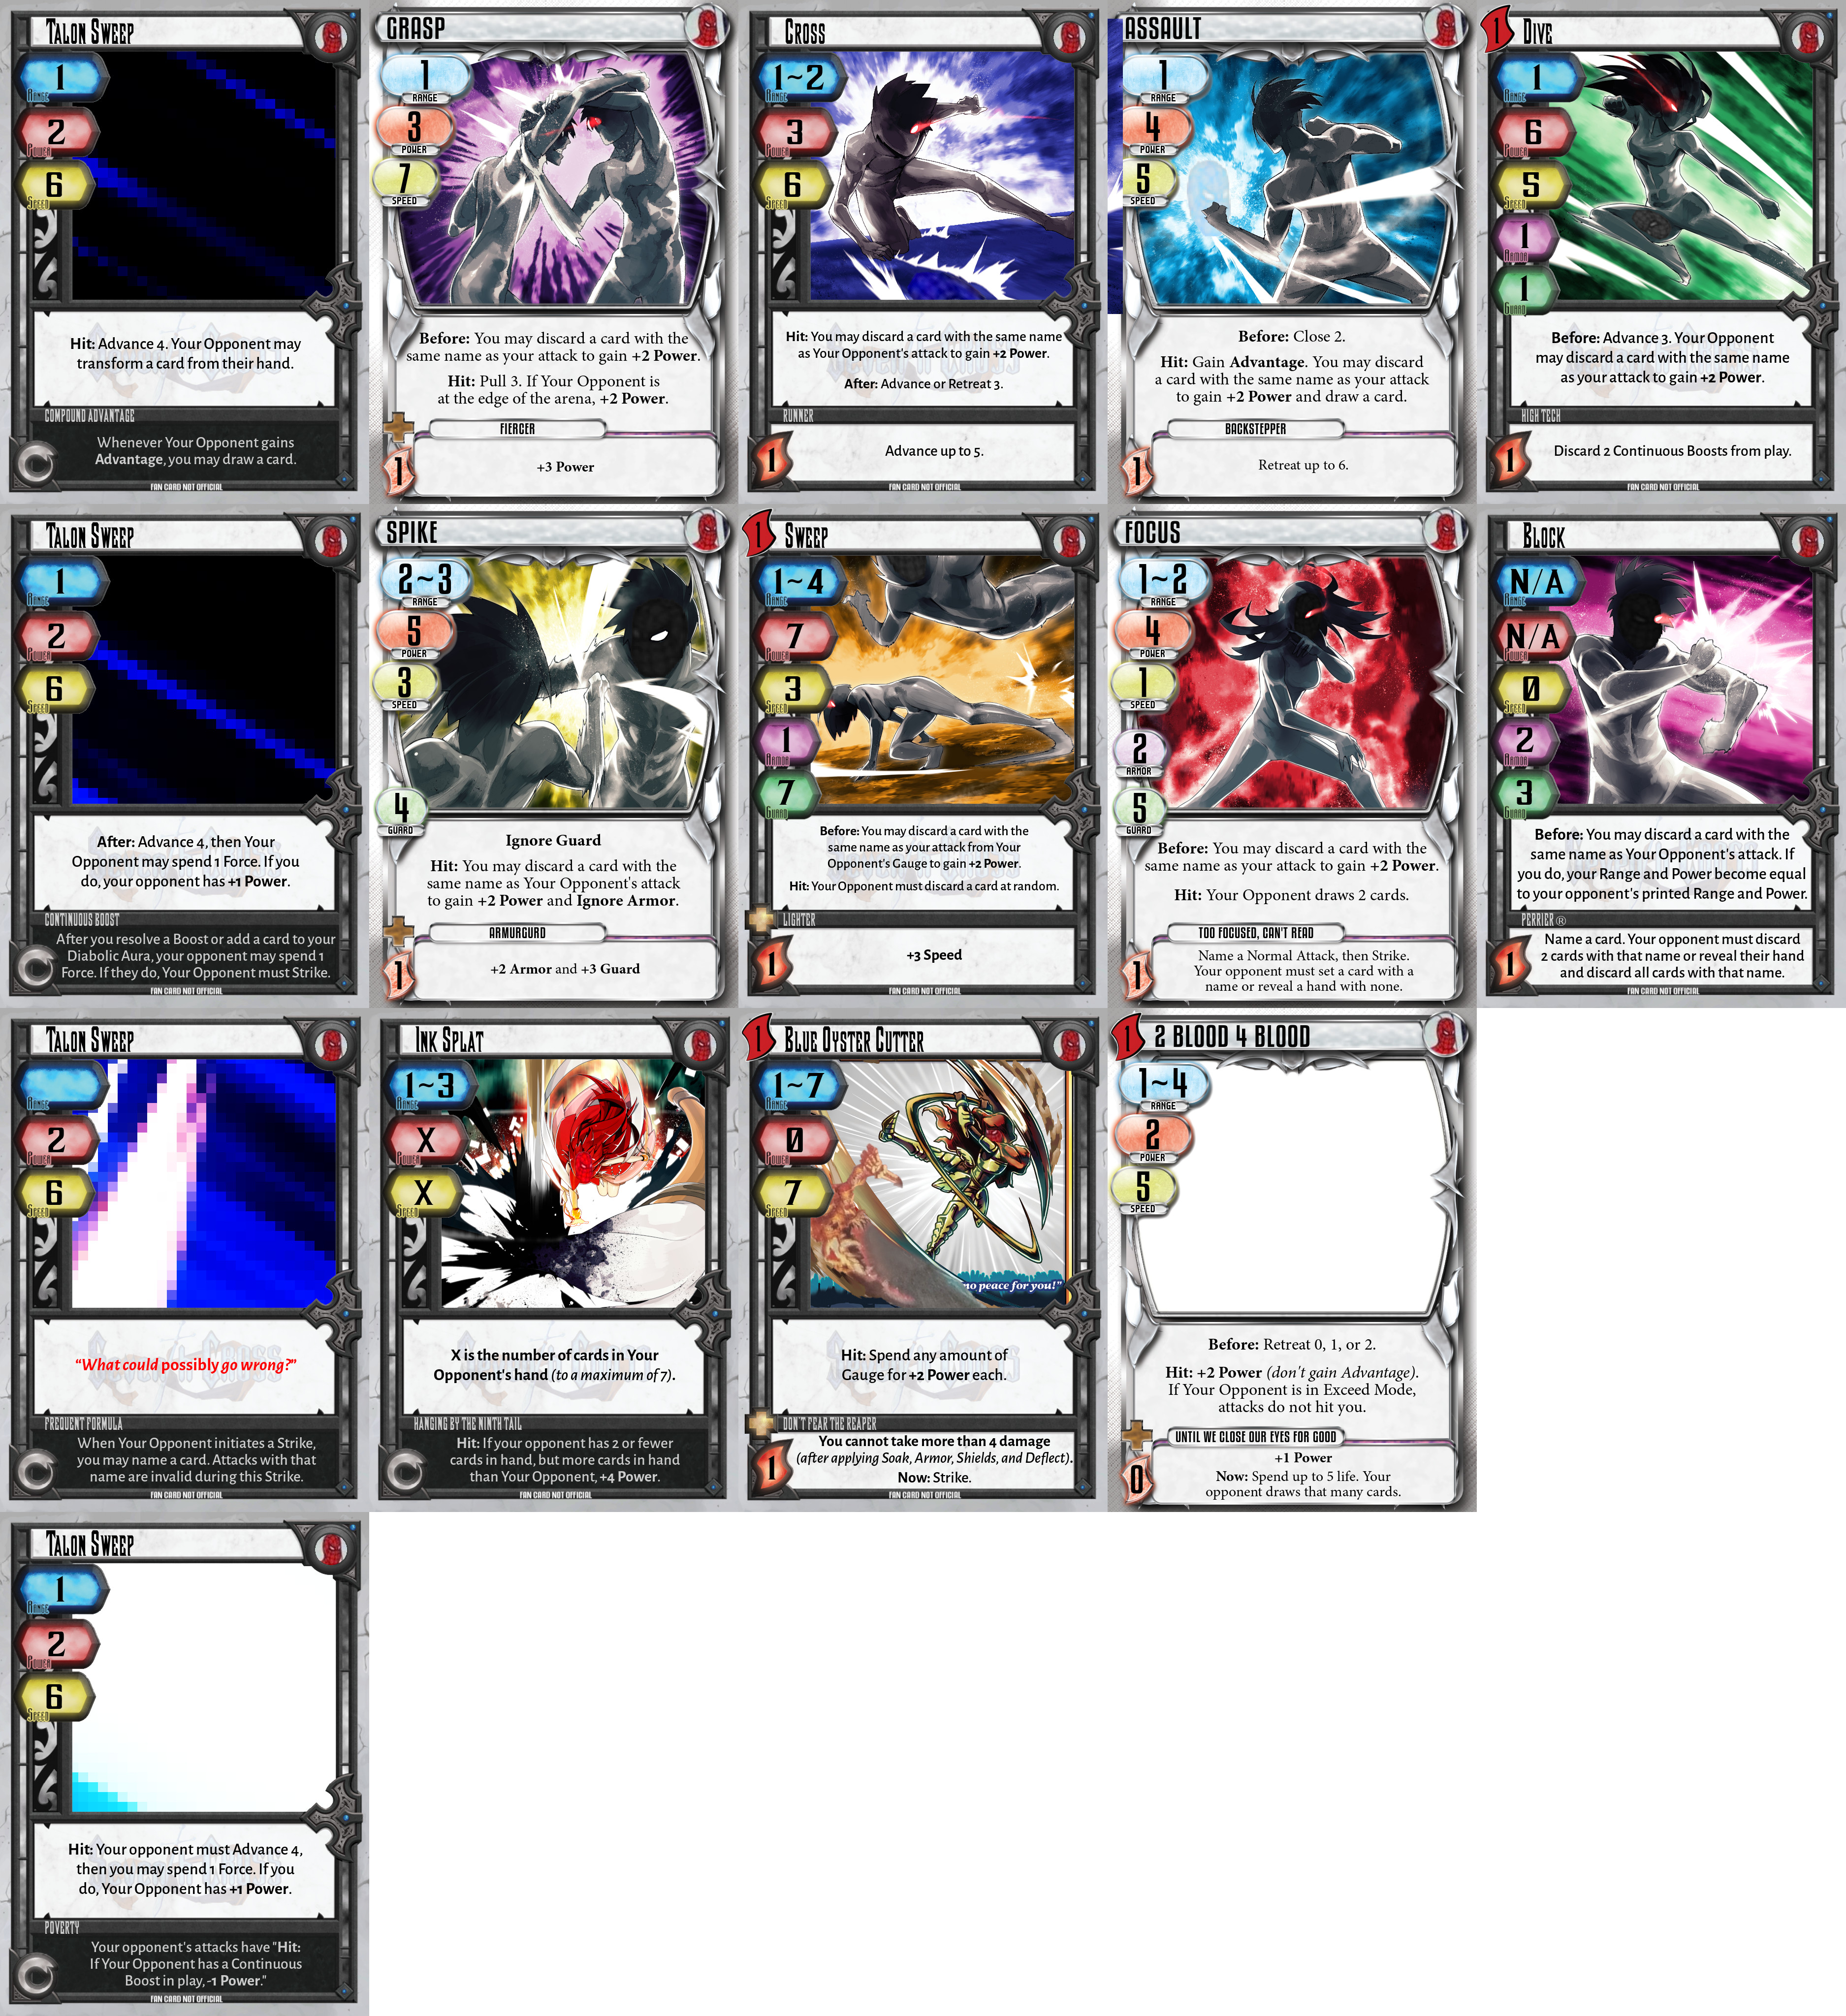 Talon Sweep
1
Range
2
Power
6
Speed
Hit: Advance 4. Your Opponent may
transform a card from their hand.
Compound Advantage
Whenever Your Opponent gains
Advantage, you may draw a card.
FAN CARD NOT OFFICIAL
GRASP
1
RANGE
3
POWER
7
SPEED
Before: You may discard a card with the
same name as your attack to gain +2 Power.
Hit: Pull 3. If Your Opponent is
at the edge of the arena, +2 Power.
FIERCER
1
+3 Power
Cross
1~2
Range
3
Power
6
Speed
Hit: You may discard a card with the same name
as Your Opponent's attack to gain +2 Power.
After: Advance or Retreat 3.
Runner
1
Advance up to 5.
FAN CARD NOT OFFICIAL
ASSAULT
1
RANGE
4
POWER
5
SPEED
Before: Close 2.
Hit: Gain Advantage. You may discard
a card with the same name as your attack
to gain +2 Power and draw a card.
BACKSTEPPER
1
Retreat up to 6.
1
Dive
1
Range
6
Power
5
Speed
1
Armor
1
Guard
Before: Advance 3. Your Opponent
may discard a card with the same name
as your attack to gain +2 Power.
High Tech
1
Discard 2 Continuous Boosts from play.
FAN CARD NOT OFFICIAL
Talon Sweep
1
Range
2
Power
6
Speed
After: Advance 4, then Your
Opponent may spend 1 Force. If you
do, your opponent has +1 Power.
Continuous Boost
After you resolve a Boost or add a card to your
Diabolic Aura, your opponent may spend 1
Force. If they do, Your Opponent must Strike.
FAN CARD NOT OFFICIAL
SPIKE
2~3
RANGE
5
POWER
3
SPEED
4
GUARD
Ignore Guard
Hit: You may discard a card with the
same name as Your Opponent's attack
to gain +2 Power and Ignore Armor.
ARMURGURD
1
+2 Armor and +3 Guard
1
Sweep
1~4
Range
7
Power
3
Speed
1
Armor
7
Guard
Before: You may discard a card with the
same name as your attack from Your
Opponent's Gauge to gain +2 Power.
Hit: Your Opponent must discard a card at random.
Lighter
1
+3 Speed
FAN CARD NOT OFFICIAL
FOCUS
1~2
RANGE
4
POWER
1
SPEED
2
ARMOR
5
GUARD
Before: You may discard a card with the
same name as your attack to gain +2 Power.
Hit: Your Opponent draws 2 cards.
TOO FOCUSED, CAN'T READ
1
Name a Normal Attack, then Strike.
Your opponent must set a card with a
name or reveal a hand with none.
Block
N/A
Range
N/A
Power
0
Speed
2
Armor
3
Guard
Before: You may discard a card with the
same name as Your Opponent's attack. If
you do, your Range and Power become equal
to your opponent's printed Range and Power.
Perrier®
1
Name a card. Your opponent must discard
2 cards with that name or reveal their hand
and discard all cards with that name.
FAN CARD NOT OFFICIAL
Talon Sweep
Range
2
Power
6
Speed
“What could possibly go wrong?”
Frequent Formula
When Your Opponent initiates a Strike,
you may name a card. Attacks with that
name are invalid during this Strike.
FAN CARD NOT OFFICIAL
Ink Splat
1~3
Range
X
Power
X
Speed
X is the number of cards in Your
Opponent's hand (to a maximum of 7).
Hanging by the Ninth Tail
Hit: If your opponent has 2 or fewer
cards in hand, but more cards in hand
than Your Opponent, +4 Power.
FAN CARD NOT OFFICIAL
1
Blue Oyster Cutter
1~7
Range
0
Power
7
Speed
no peace for you!"
Hit: Spend any amount of
Gauge for +2 Power each.
Don't Fear the Reaper
1
You cannot take more than 4 damage
(after applying Soak, Armor, Shields, and Deflect).
Now: Strike.
FAN CARD NOT OFFICIAL
1
2 BLOOD 4 BLOOD
1~4
RANGE
2
POWER
5
SPEED
Before: Retreat 0, 1, or 2.
Hit: +2 Power (don't gain Advantage).
If Your Opponent is in Exceed Mode,
attacks do not hit you.
UNTIL WE CLOSE OUR EYES FOR GOOD
0
+1 Power
Now: Spend up to 5 life. Your
opponent draws that many cards.
Talon Sweep
1
Range
2
Power
6
Speed
Hit: Your opponent must Advance 4,
then you may spend 1 Force. If you
do, Your Opponent has +1 Power.
Poverty
Your opponent's attacks have "Hit:
If Your Opponent has a Continuous
Boost in play, -1 Power."
FAN CARD NOT OFFICIAL